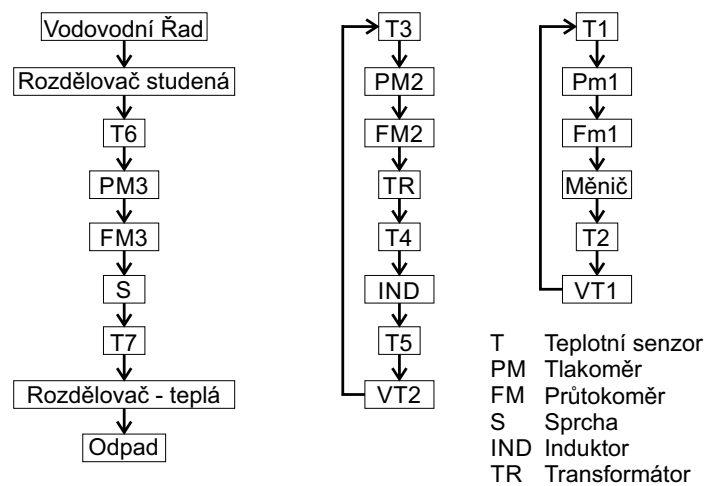 Vodovodní Řad
Rozdělovač studená
T6
PM3
FM3
S
T7
Rozdělovač - teplá
Odpad
T3
PM2
FM2
TR
T4
IND
T5
VT2
T1
Pm1
Fm1
Měnič
T2
VT1
T Teplotní senzor
PM Tlakoměr
FM Průtokoměr
S Sprcha
IND Induktor
TR Transformátor